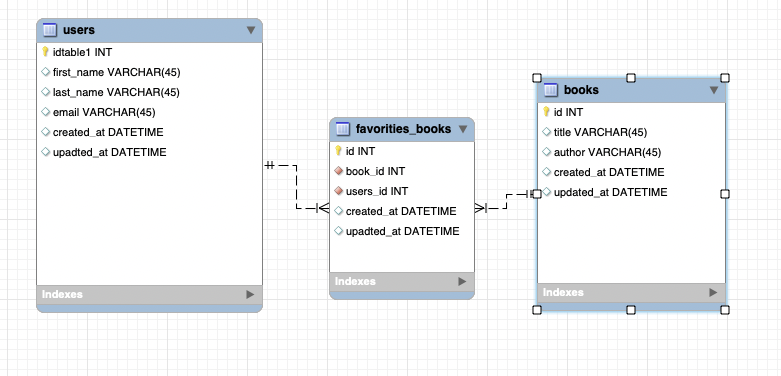 users
idtable1 INT
first_name VARCHAR(45)
last_name VARCHAR(45)
email VARCHAR(45)
created_at DATETIME
upadted_at DATETIME
Indexes
favorities_books
id INT
book_id INT
users_id INT
created_at DATETIME
upadted_at DATETIME
Indexes
books
id INT
title VARCHAR(45)
author VARCHAR(45)
created_at DATETIME
updated_at DATETIME
Indexes